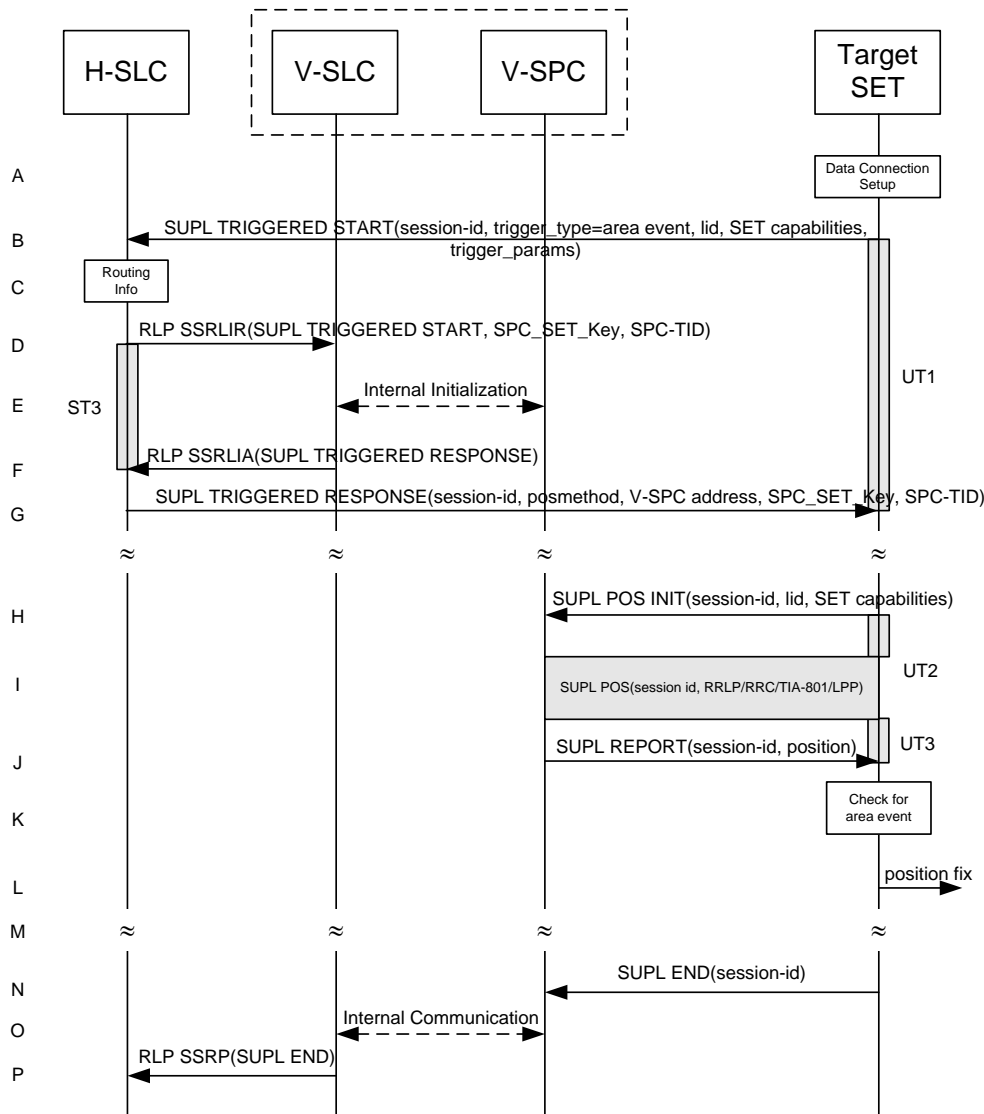 H-SLC
V-SLC
V-SPC
Target
SET
A
Data Connection
Setup
B
SUPL TRIGGERED START(session-id, trigger_type=area event, lid, SET capabilities,
trigger_params)
C
Routing
Info
D
RLP SSRLIR(SUPL TRIGGERED START, SPC_SET_Key, SPC-TID)
UT1
E
ST3
Internal Initialization
F
RLP SSRLIA(SUPL TRIGGERED RESPONSE)
G
SUPL TRIGGERED RESPONSE(session-id, posmethod, V-SPC address, SPC_SET_Key, SPC-TID)
≈ ≈ ≈
H
SUPL POS INIT(session-id, lid, SET capabilities)
UT2
I
SUPL POS(session id, RRLP/RRC/TIA-801/LPP)
J
SUPL REPORT(session-id, position)
UT3
K
Check for
area event
L
position fix
M
≈ ≈ ≈
N
SUPL END(session-id)
O
Internal Communication
P
RLP SSRP(SUPL END)